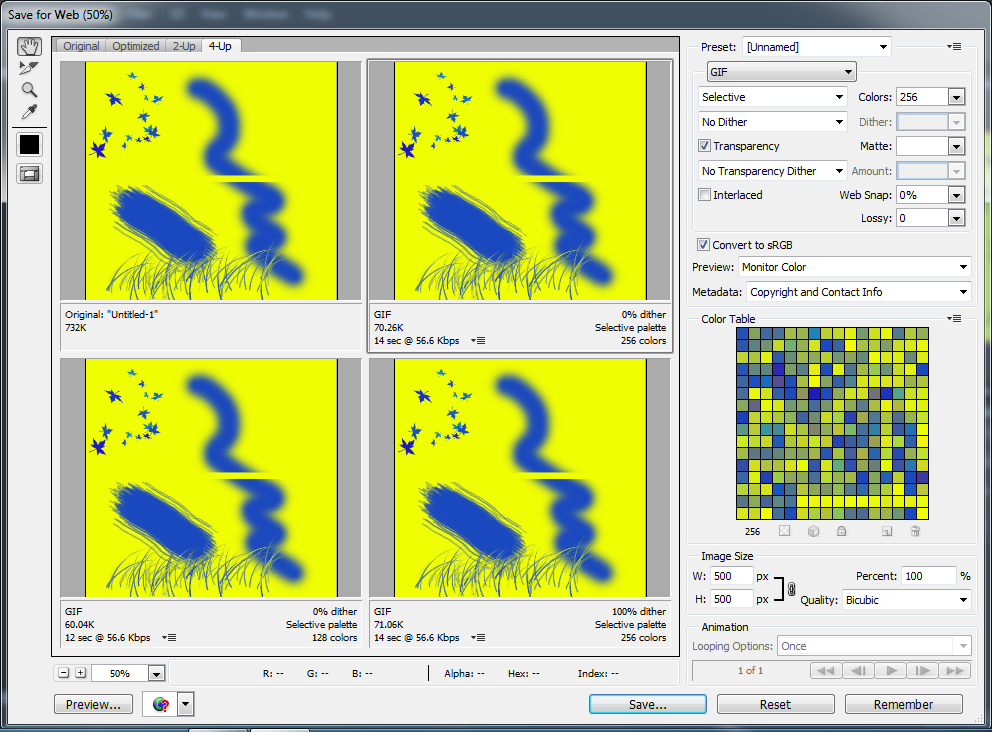 Save for Web (50%)
Original Optimized 2-Up 4-Up
Original: "Untitled-1"
732K
GIF
70.26K
14 sec @ 56.6 Kbps
0% dither
Selective palette
256 colors
GIF
60.04K
12 sec @ 56.6 Kbps
0% dither
Selective palette
128 colors
GIF
71.06K
14 sec @ 56.6 Kbps
100% dither
Selective palette
256 colors
50%
R: -- G: -- B: -- Alpha: -- Hex: -- Index: --
Preview...
Preset: [Unnamed]
GIF
Selective Colors: 256
No Dither Dither:
Transparency Matte:
No Transparency Dither Amount:
Interlaced Web Snap: 0%
Lossy: 0
Convert to sRGB
Preview: Monitor Color
Metadata: Copyright and Contact Info
Color Table
256
Image Size
W: 500 px Percent: 100 %
H: 500 px Quality: Bicubic
Animation
Looping Options: Once
1 of 1
Save... Reset Remember